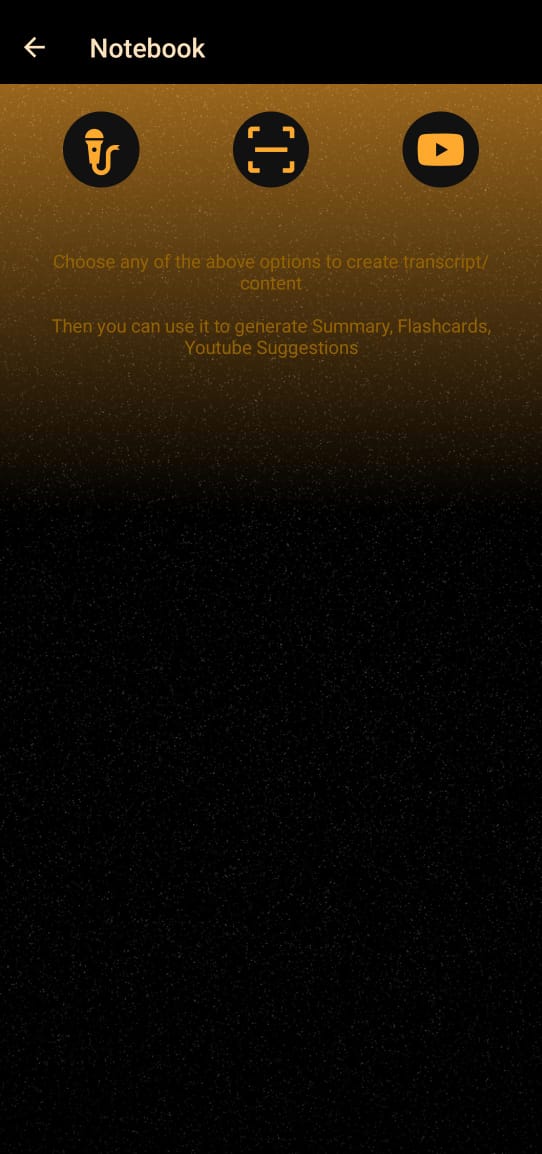 Notebook
Choose any of the above options to create transcript/
content
Then you can use it to generate Summary, Flashcards,
Youtube Suggestions